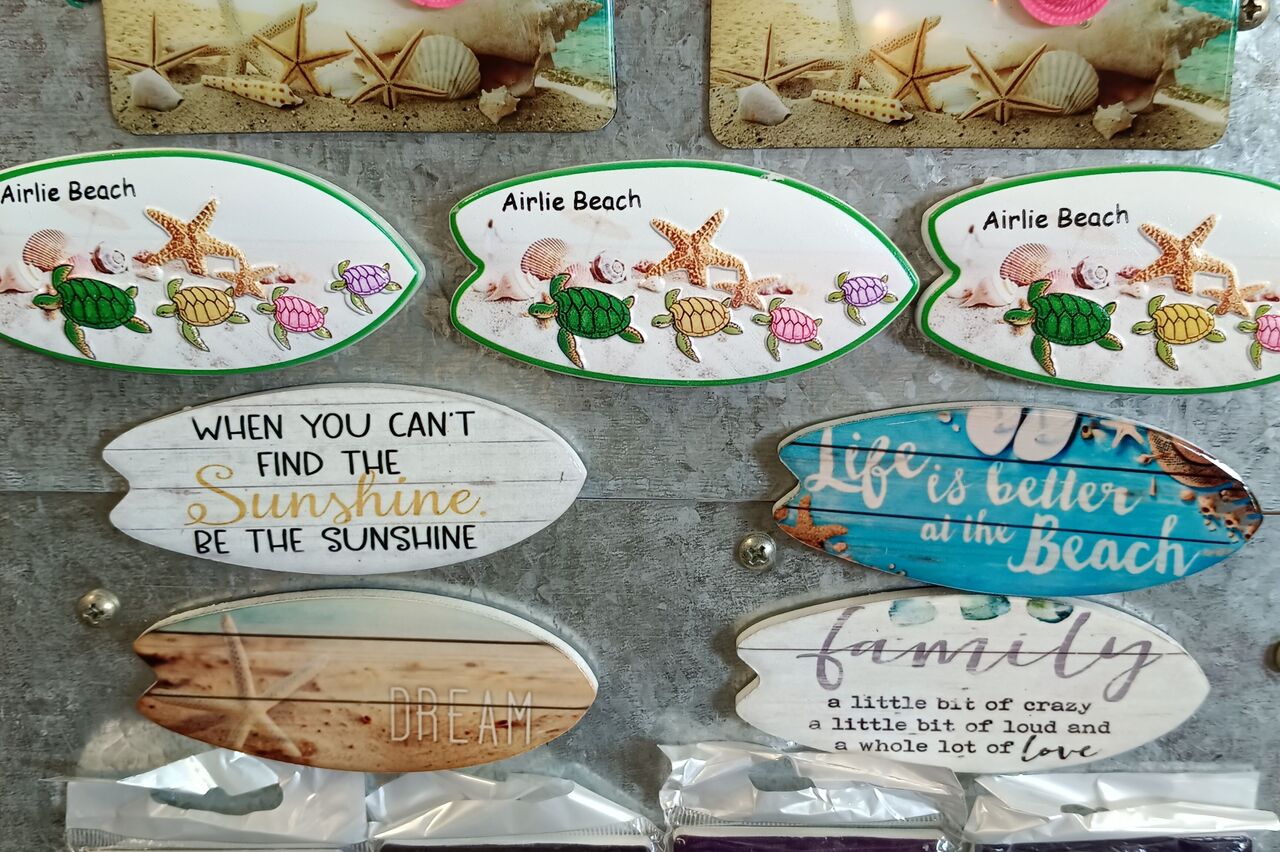 Airlie Beach
Airlie Beach
Airlie Beach
WHEN YOU CAN'T
FIND THE
Sunshine.
BE THE SUNSHINE
Life is better
at the Beach
DREAM
family
a little bit of crazy
a little bit of loud and
a whole lot of love